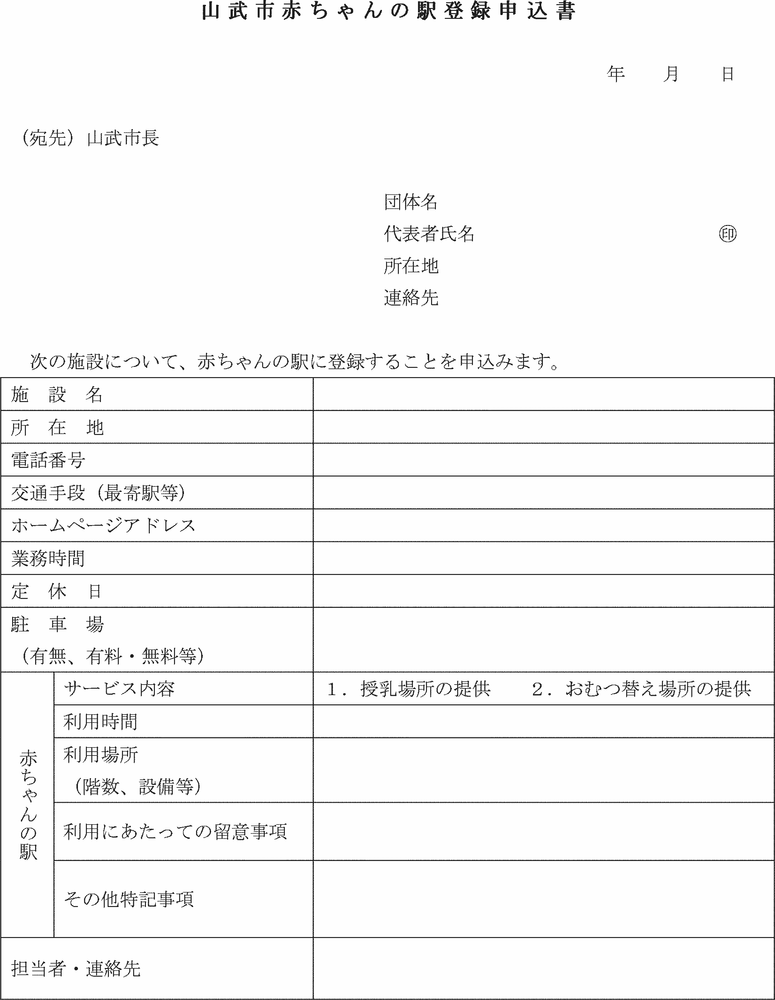 山武市赤ちゃんの駅登録申込書
年　　月　　日
（宛先）山武市長
団体名
代表者氏名　㊞
所在地
連絡先
次の施設について、赤ちゃんの駅に登録することを申込みます。
施　設　名
所　在　地
電話番号
交通手段（最寄駅等）
ホームページアドレス
業務時間
定　休　日
駐　車　場
（有無、有料・無料等）
赤ちゃんの駅
サービス内容　１．授乳場所の提供　　２．おむつ替え場所の提供
利用時間
利用場所
（階数、設備等）
利用にあたっての留意事項
その他特記事項
担当者・連絡先